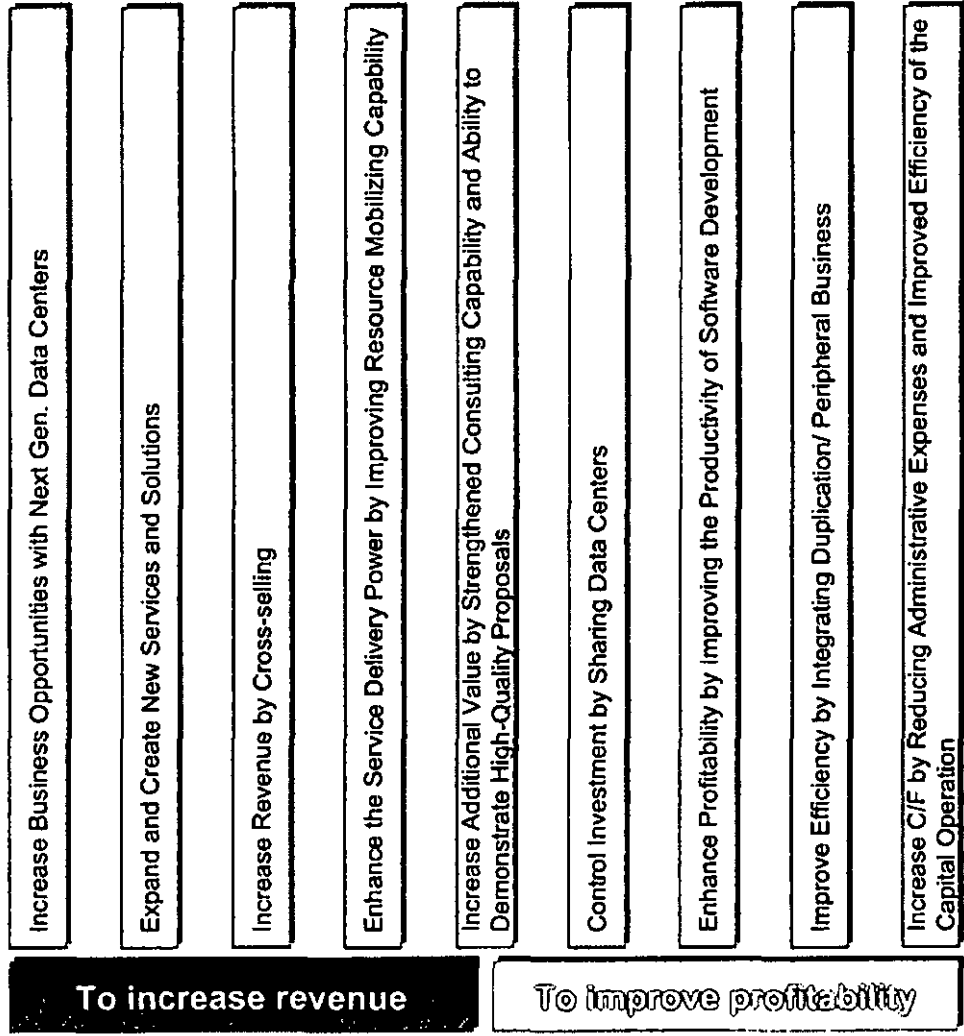 To increase revenue
Increase Business Opportunities with Next Gen. Data Centers
Expand and Create New Services and Solutions
Increase Revenue by Cross-selling
Enhance the Service Delivery Power by Improving Resource Mobilizing Capability
Increase Additional Value by Strengthened Consulting Capability and Ability to
Demonstrate High-Quality Proposals
To improve profitability
Control Investment by Sharing Data Centers
Enhance Profitability by Improving the Productivity of Software Development
Improve Efficiency by Integrating Duplication/ Peripheral Business
Increase C/F by Reducing Administrative Expenses and Improved Efficiency of the
Capital Operation